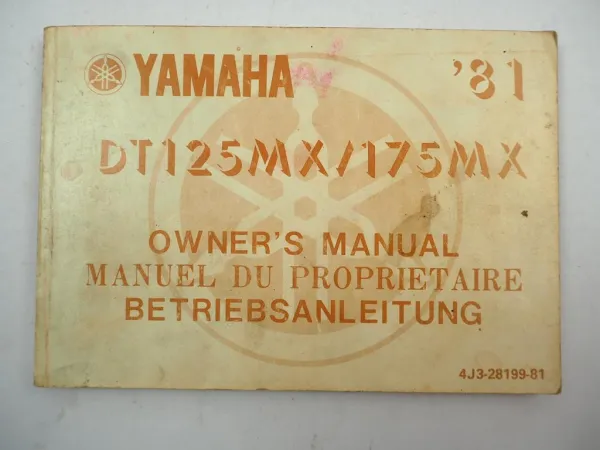 YAMAHA '81
DT125MX/175MX
OWNER'S MANUAL
MANUEL DU PROPRIETAIRE
BETRIEBSANLEITUNG
4J3-28199-81